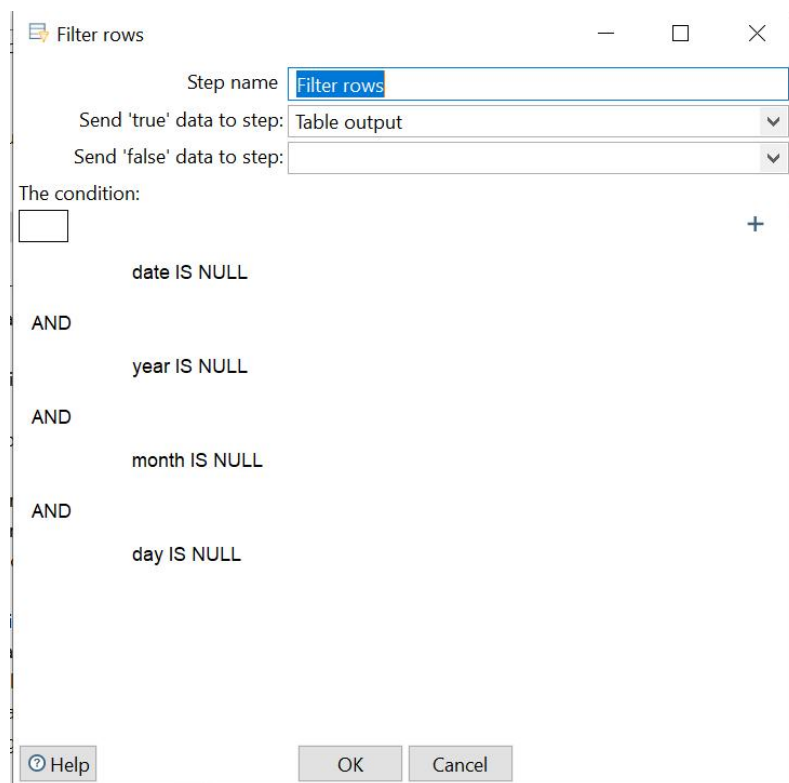 Filter rows
Step name Filter rows
Send 'true' data to step: Table output
Send 'false' data to step:
The condition:
date IS NULL
AND
year IS NULL
AND
month IS NULL
AND
day IS NULL
Help OK Cancel